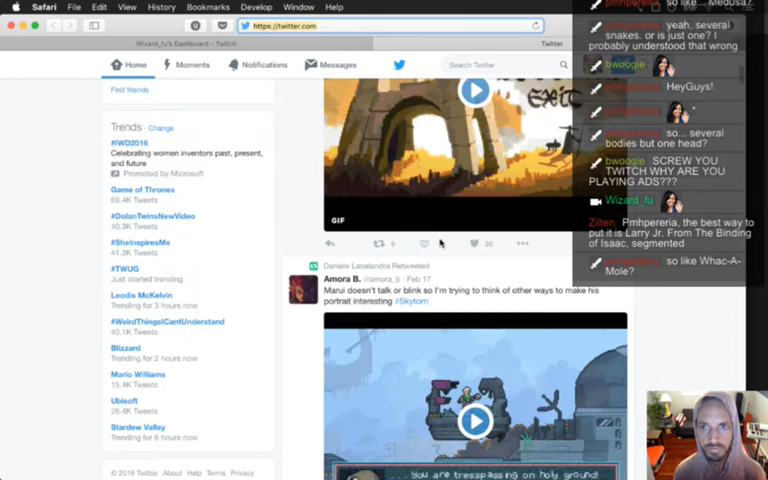 Safari File Edit View History Bookmarks Develop Window Help
https://twitter.com
Wizard_fu's Dashboard - Twitch
Twitter
Home Moments Notifications Messages
Search Twitter
Find friends
Trends Change
#IWD2016
Celebrating women inventors past, present,
and future
Promoted by Microsoft
Game of Thrones
69.4K Tweets
#DolanTwinsNewVideo
40.3K Tweets
#SheInspiresMe
41.3K Tweets
#TWUG
Just started trending
Leodis McKelvin
Trending for 3 hours now
#WeirdThingsICantUnderstand
40.1K Tweets
Blizzard
Trending for 2 hours now
Mario Williams
15.4K Tweets
Ubisoft
26.4K Tweets
Stardew Valley
Trending for 6 hours now
© 2016 Twitter About Help Terms Privacy
EXIT
GIF
20
Daniele Lasalandra Retweeted
Amora B. @amora_b · Feb 17
Marui doesn't talk or blink so I'm trying to think of other ways to make his
portrait interesting #Skytorn
You are tresspassing on holy ground!
so like... Medusa?
yeah, several
snakes. or is just one? I
probably understood that wrong
bwoogie
HeyGuys!
so... several
bodies but one head?
bwoogie SCREW YOU
TWITCH WHY ARE YOU
PLAYING ADS???
Wizard_fu
Zilten: Pmhpereria, the best way to
put it is Larry Jr. From The Binding
of Isaac, segmented
so like Whac-A-
Mole?